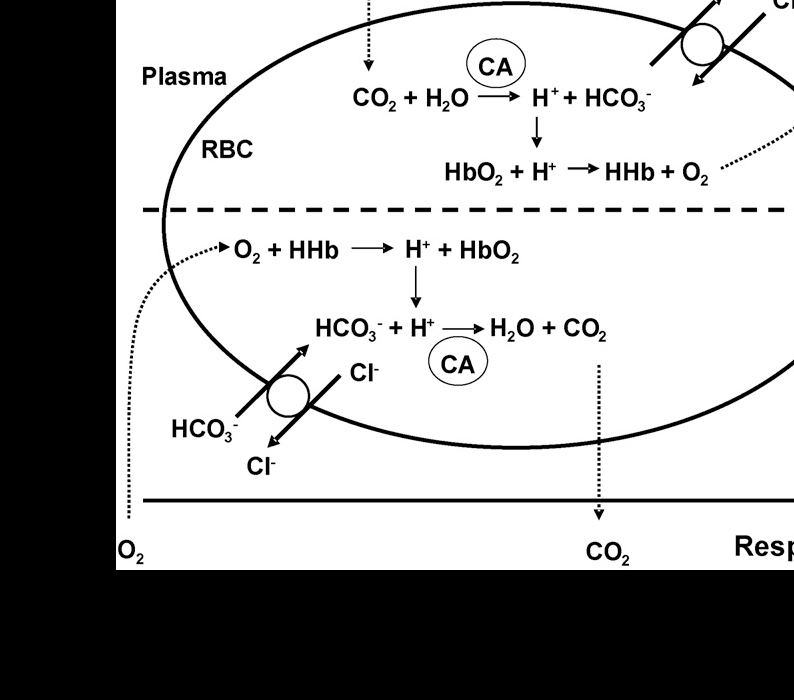 Plasma
CA
CO₂ + H₂O → H⁺ + HCO₃⁻
RBC
HbO₂ + H⁺ → HHb + O₂
O₂ + HHb → H⁺ + HbO₂
HCO₃⁻ + H⁺ → H₂O + CO₂
CA
Cl⁻
HCO₃⁻
Cl⁻
O₂
CO₂